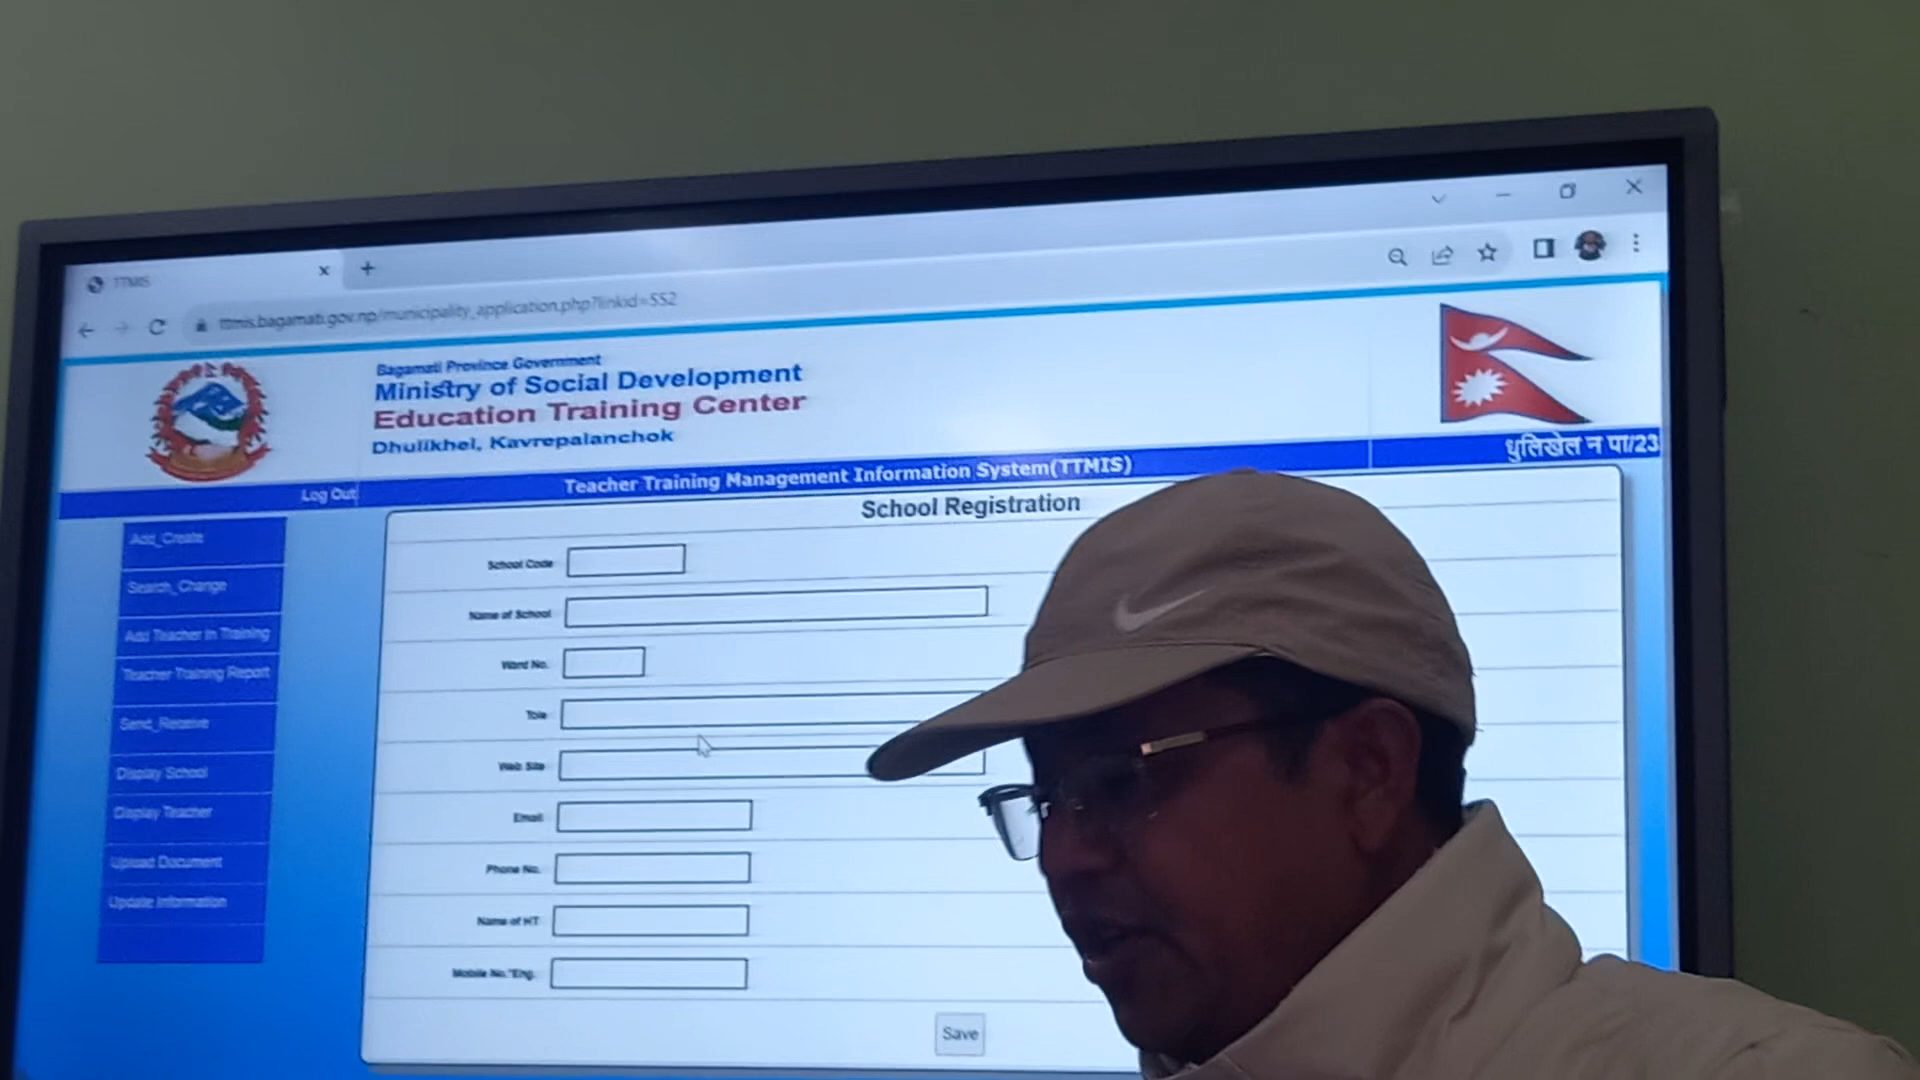 TTMIS
ttmis.bagamati.gov.np/municipality_application.php?linkid=552
Bagamati Province Government
Ministry of Social Development
Education Training Center
Dhulikhel, Kavrepalanchok
धुलिखेल न पा/23
Log Out
Teacher Training Management Information System(TTMIS)
School Registration
Add_Create
Search_Change
Add Teacher In Training
Teacher Training Report
Send_Receive
Display School
Display Teacher
Upload Document
Update Information
School Code
Name of School
Ward No.
Tole
Web Site
Email
Phone No.
Name of HT
Mobile No.*Eng.
Save